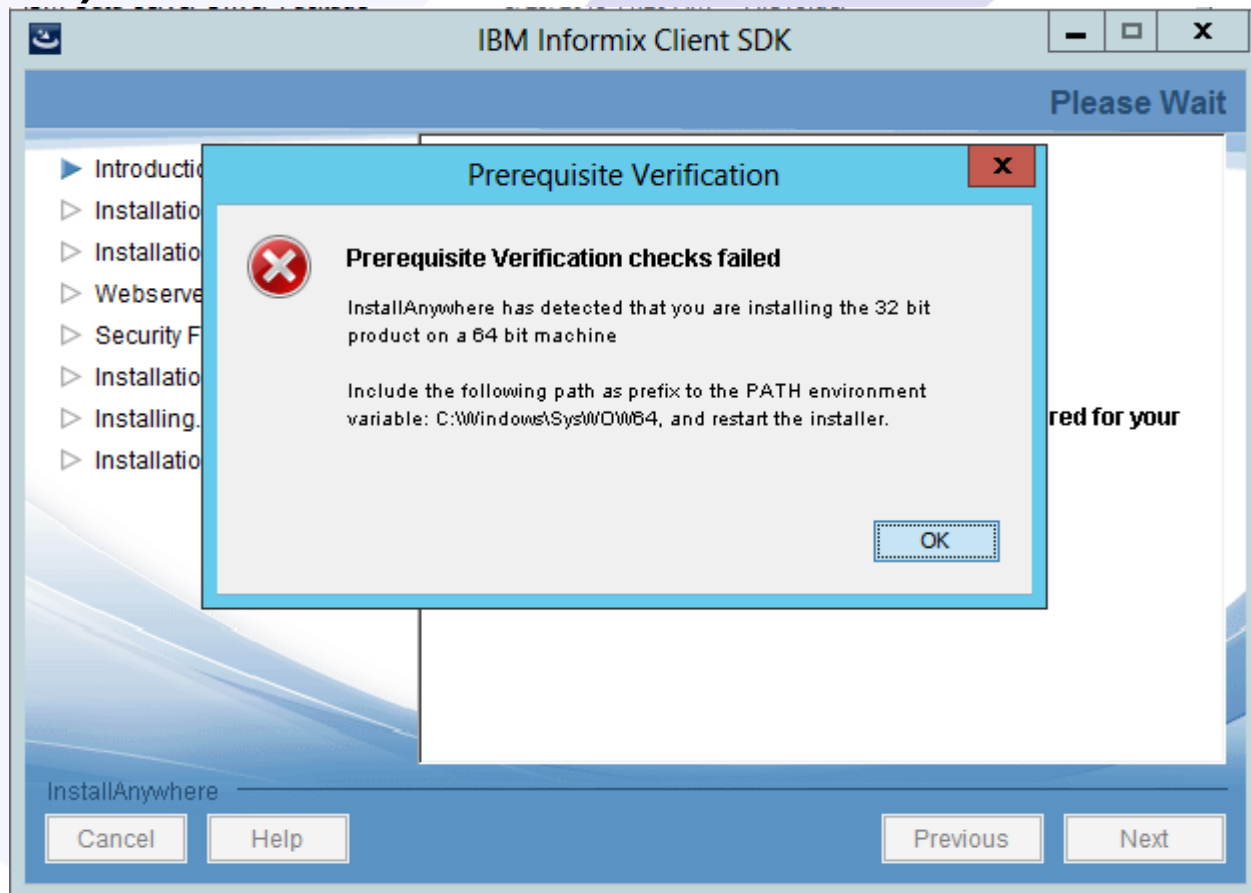 IBM Informix Client SDK
Please Wait
Introductio
Installatio
Installatio
Webserve
Security F
Installatio
Installing.
Installatio
Prerequisite Verification
x
Prerequisite Verification checks failed
InstallAnywhere has detected that you are installing the 32 bit
product on a 64 bit machine
Include the following path as prefix to the PATH environment
variable: C:\Windows\SysWOW64, and restart the installer.
OK
red for your
InstallAnywhere
Cancel
Help
Previous
Next